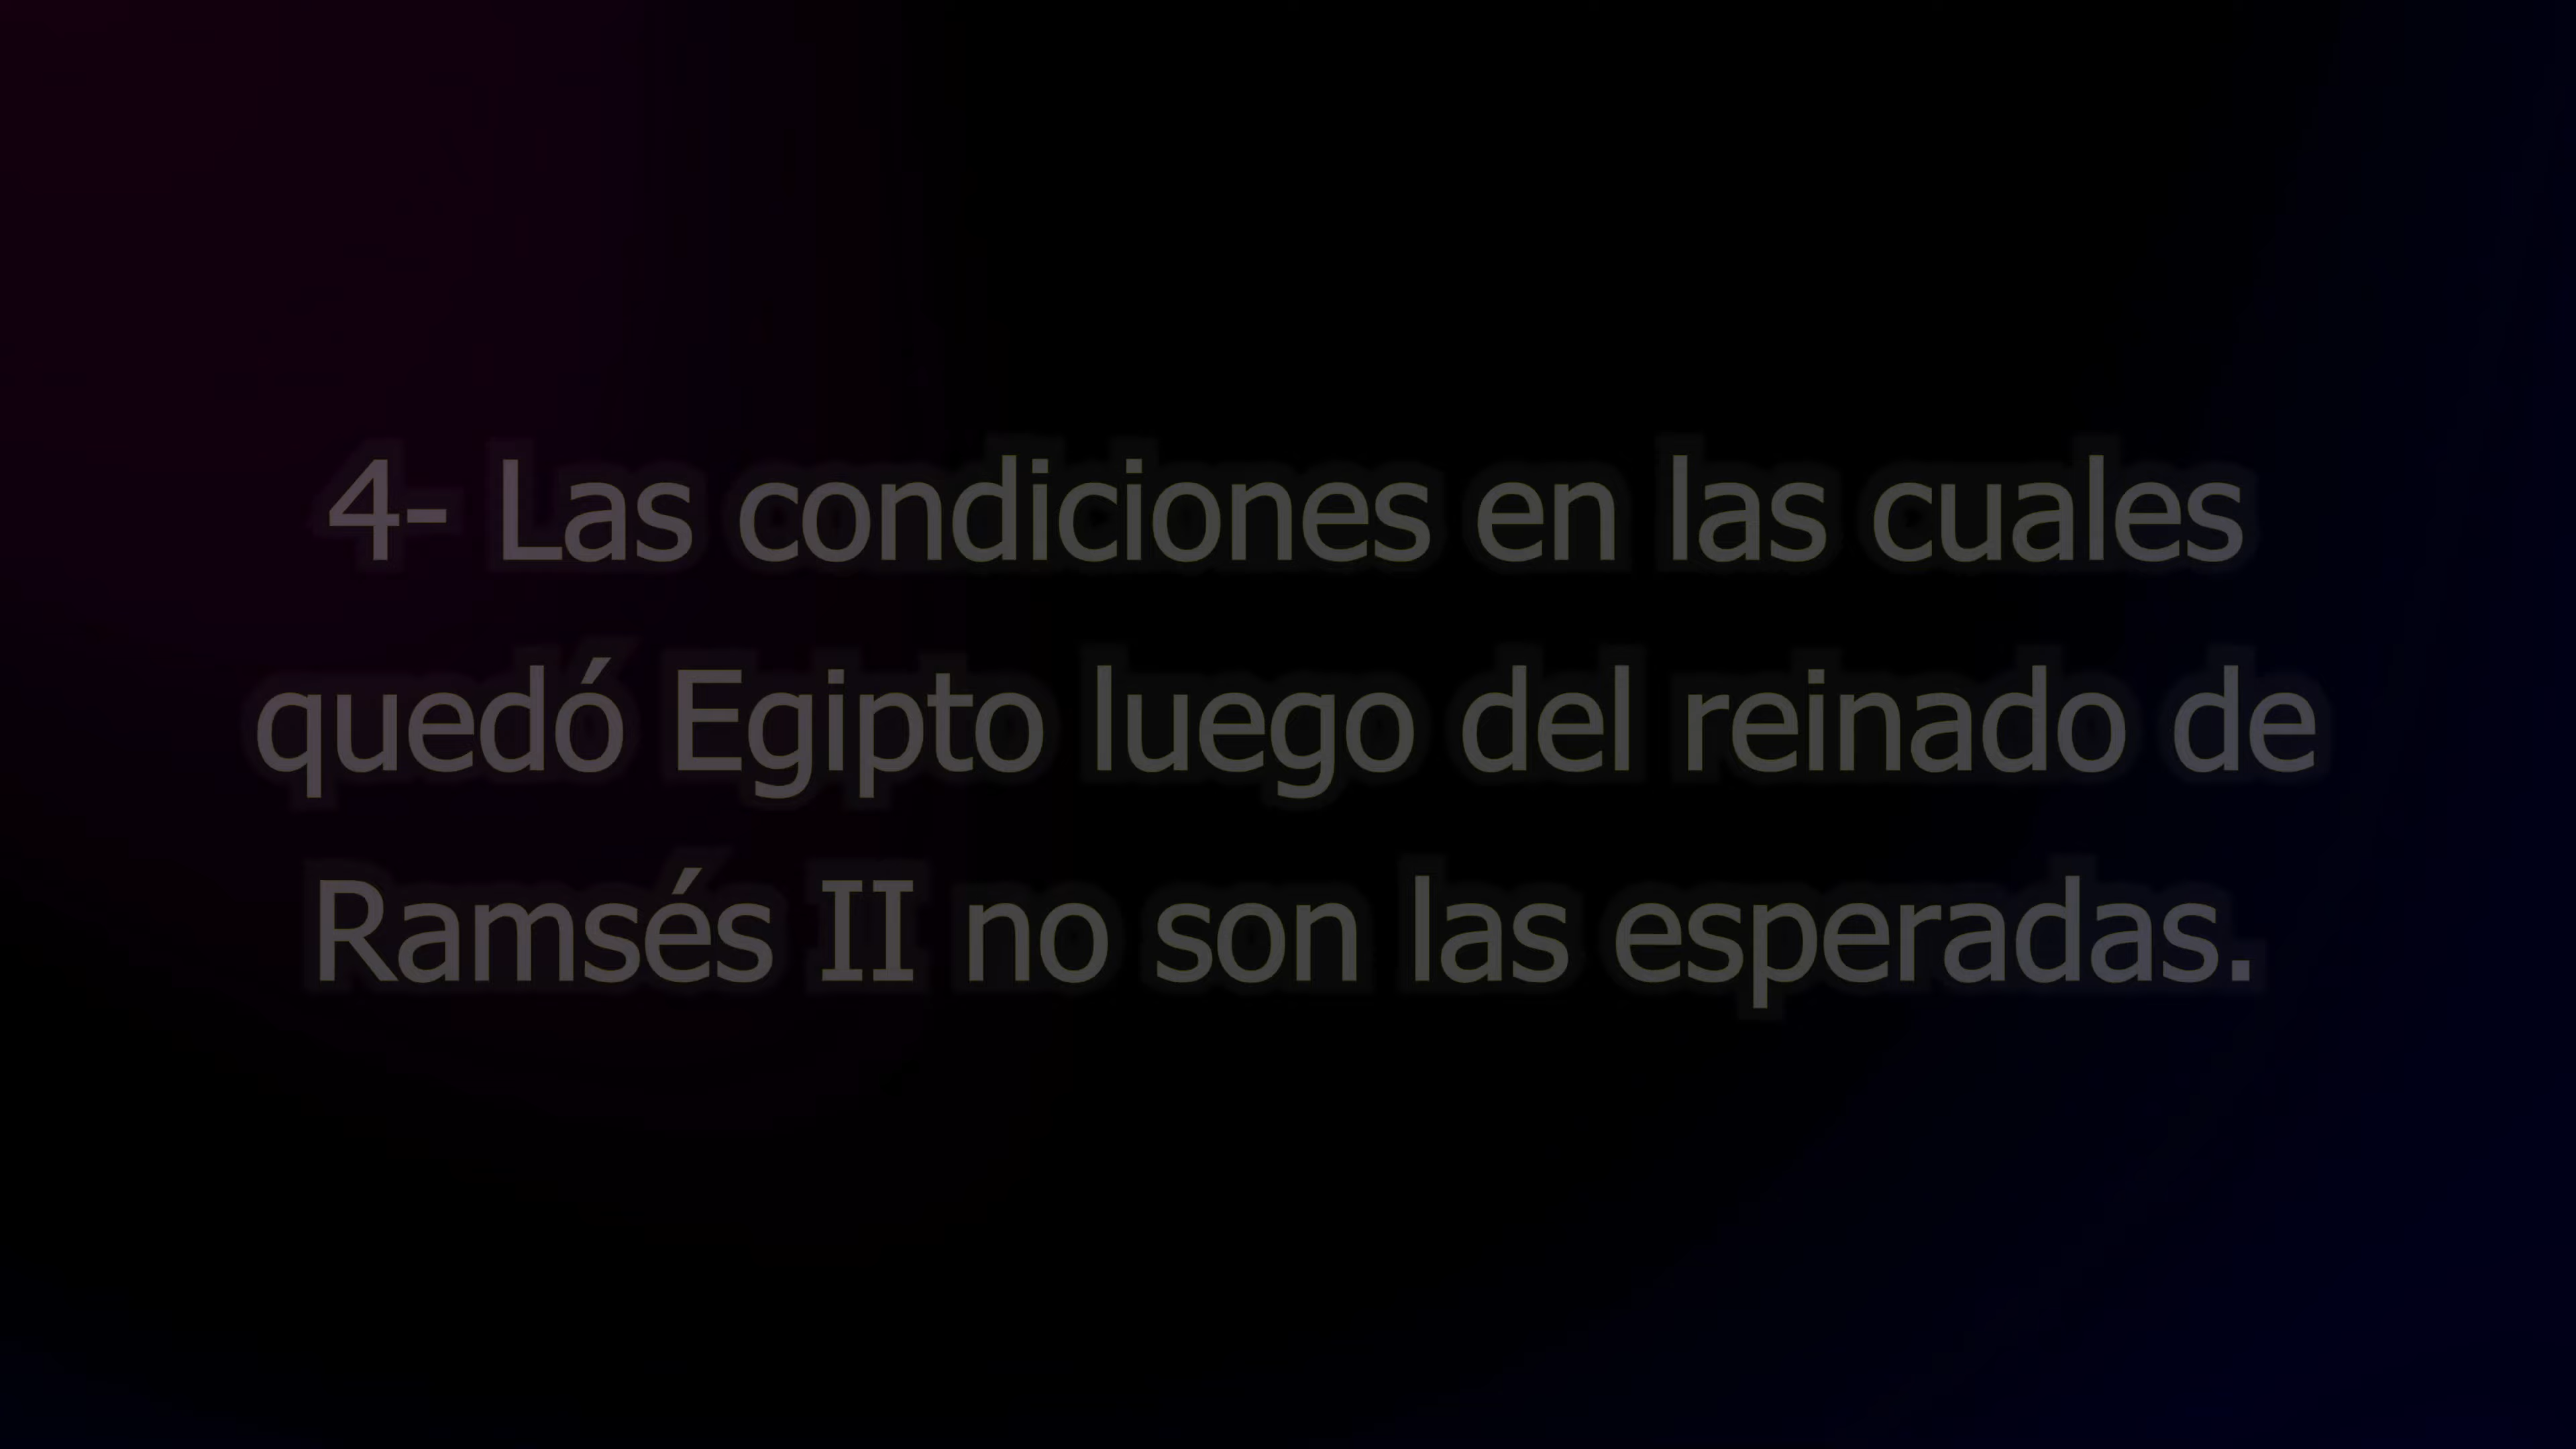 4- Las condiciones en las cuales
quedó Egipto luego del reinado de
Ramsés II no son las esperadas.